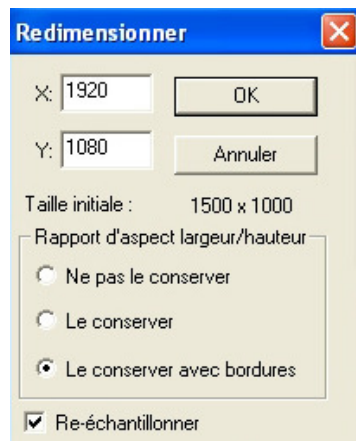 Redimensionner
X: 1920
OK
Y: 1080
Annuler
Taille initiale : 1500 x 1000
Rapport d'aspect largeur/hauteur
Ne pas le conserver
Le conserver
Le conserver avec bordures
Re-échantillonner